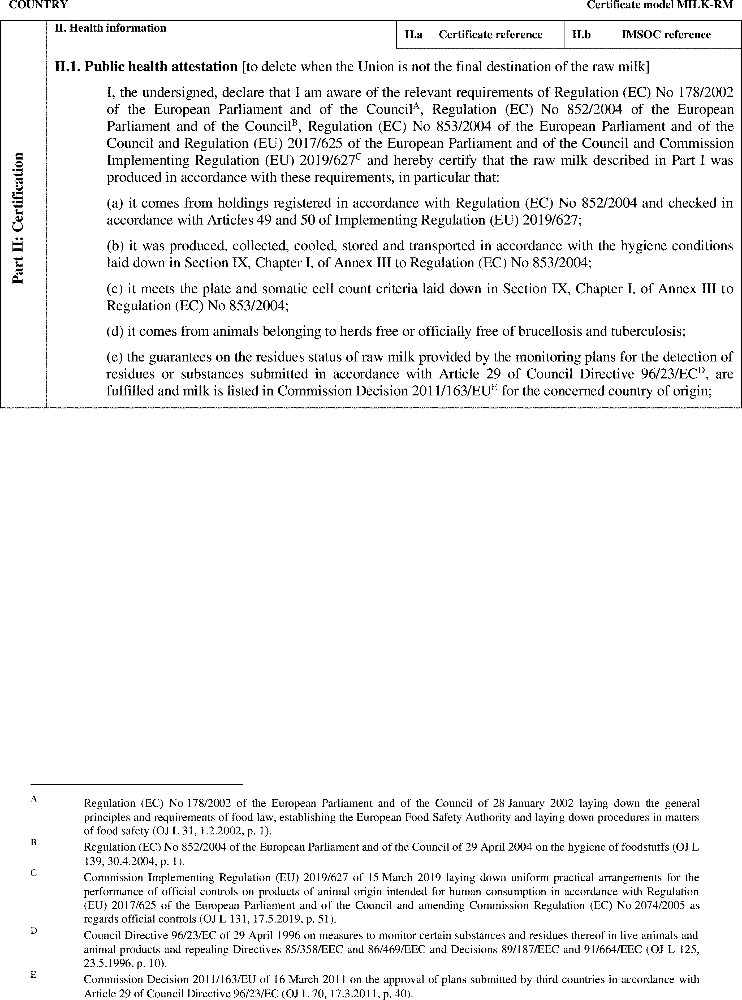 COUNTRY Certificate model MILK-RM
II. Health information
II.a Certificate reference II.b IMSOC reference
Part II: Certification
II.1. Public health attestation [to delete when the Union is not the final destination of the raw milk]
I, the undersigned, declare that I am aware of the relevant requirements of Regulation (EC) No 178/2002
of the European Parliament and of the Council^A, Regulation (EC) No 852/2004 of the European
Parliament and of the Council^B, Regulation (EC) No 853/2004 of the European Parliament and of the
Council and Regulation (EU) 2017/625 of the European Parliament and of the Council and Commission
Implementing Regulation (EU) 2019/627^C and hereby certify that the raw milk described in Part I was
produced in accordance with these requirements, in particular that:
(a) it comes from holdings registered in accordance with Regulation (EC) No 852/2004 and checked in
accordance with Articles 49 and 50 of Implementing Regulation (EU) 2019/627;
(b) it was produced, collected, cooled, stored and transported in accordance with the hygiene conditions
laid down in Section IX, Chapter I, of Annex III to Regulation (EC) No 853/2004;
(c) it meets the plate and somatic cell count criteria laid down in Section IX, Chapter I, of Annex III to
Regulation (EC) No 853/2004;
(d) it comes from animals belonging to herds free or officially free of brucellosis and tuberculosis;
(e) the guarantees on the residues status of raw milk provided by the monitoring plans for the detection of
residues or substances submitted in accordance with Article 29 of Council Directive 96/23/EC^D, are
fulfilled and milk is listed in Commission Decision 2011/163/EU^E for the concerned country of origin;
A Regulation (EC) No 178/2002 of the European Parliament and of the Council of 28 January 2002 laying down the general
principles and requirements of food law, establishing the European Food Safety Authority and laying down procedures in matters
of food safety (OJ L 31, 1.2.2002, p. 1).
B Regulation (EC) No 852/2004 of the European Parliament and of the Council of 29 April 2004 on the hygiene of foodstuffs (OJ L
139, 30.4.2004, p. 1).
C Commission Implementing Regulation (EU) 2019/627 of 15 March 2019 laying down uniform practical arrangements for the
performance of official controls on products of animal origin intended for human consumption in accordance with Regulation
(EU) 2017/625 of the European Parliament and of the Council and amending Commission Regulation (EC) No 2074/2005 as
regards official controls (OJ L 131, 17.5.2019, p. 51).
D Council Directive 96/23/EC of 29 April 1996 on measures to monitor certain substances and residues thereof in live animals and
animal products and repealing Directives 85/358/EEC and 86/469/EEC and Decisions 89/187/EEC and 91/664/EEC (OJ L 125,
23.5.1996, p. 10).
E Commission Decision 2011/163/EU of 16 March 2011 on the approval of plans submitted by third countries in accordance with
Article 29 of Council Directive 96/23/EC (OJ L 70, 17.3.2011, p. 40).